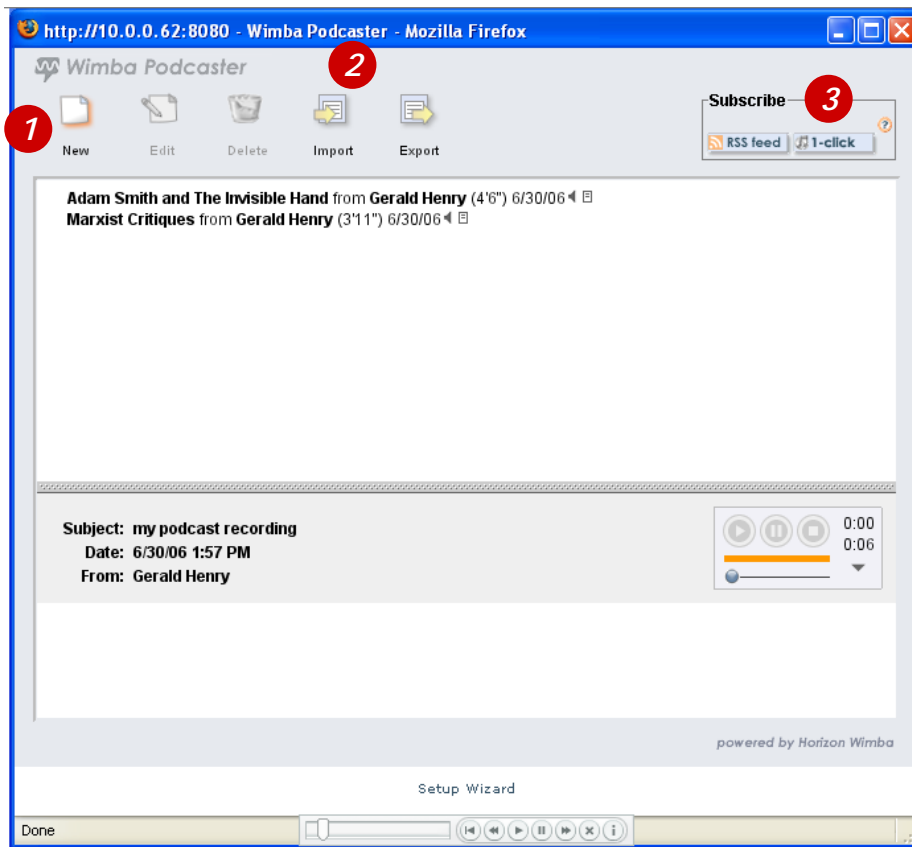 http://10.0.0.62:8080 - Wimba Podcaster - Mozilla Firefox
Wimba Podcaster
2
1
3
Subscribe
New Edit Delete Import Export
RSS feed 1-click
?
Adam Smith and The Invisible Hand from Gerald Henry (4'6") 6/30/06
Marxist Critiques from Gerald Henry (3'11") 6/30/06
Subject: my podcast recording
Date: 6/30/06 1:57 PM
From: Gerald Henry
0:00
0:06
powered by Horizon Wimba
Setup Wizard
Done